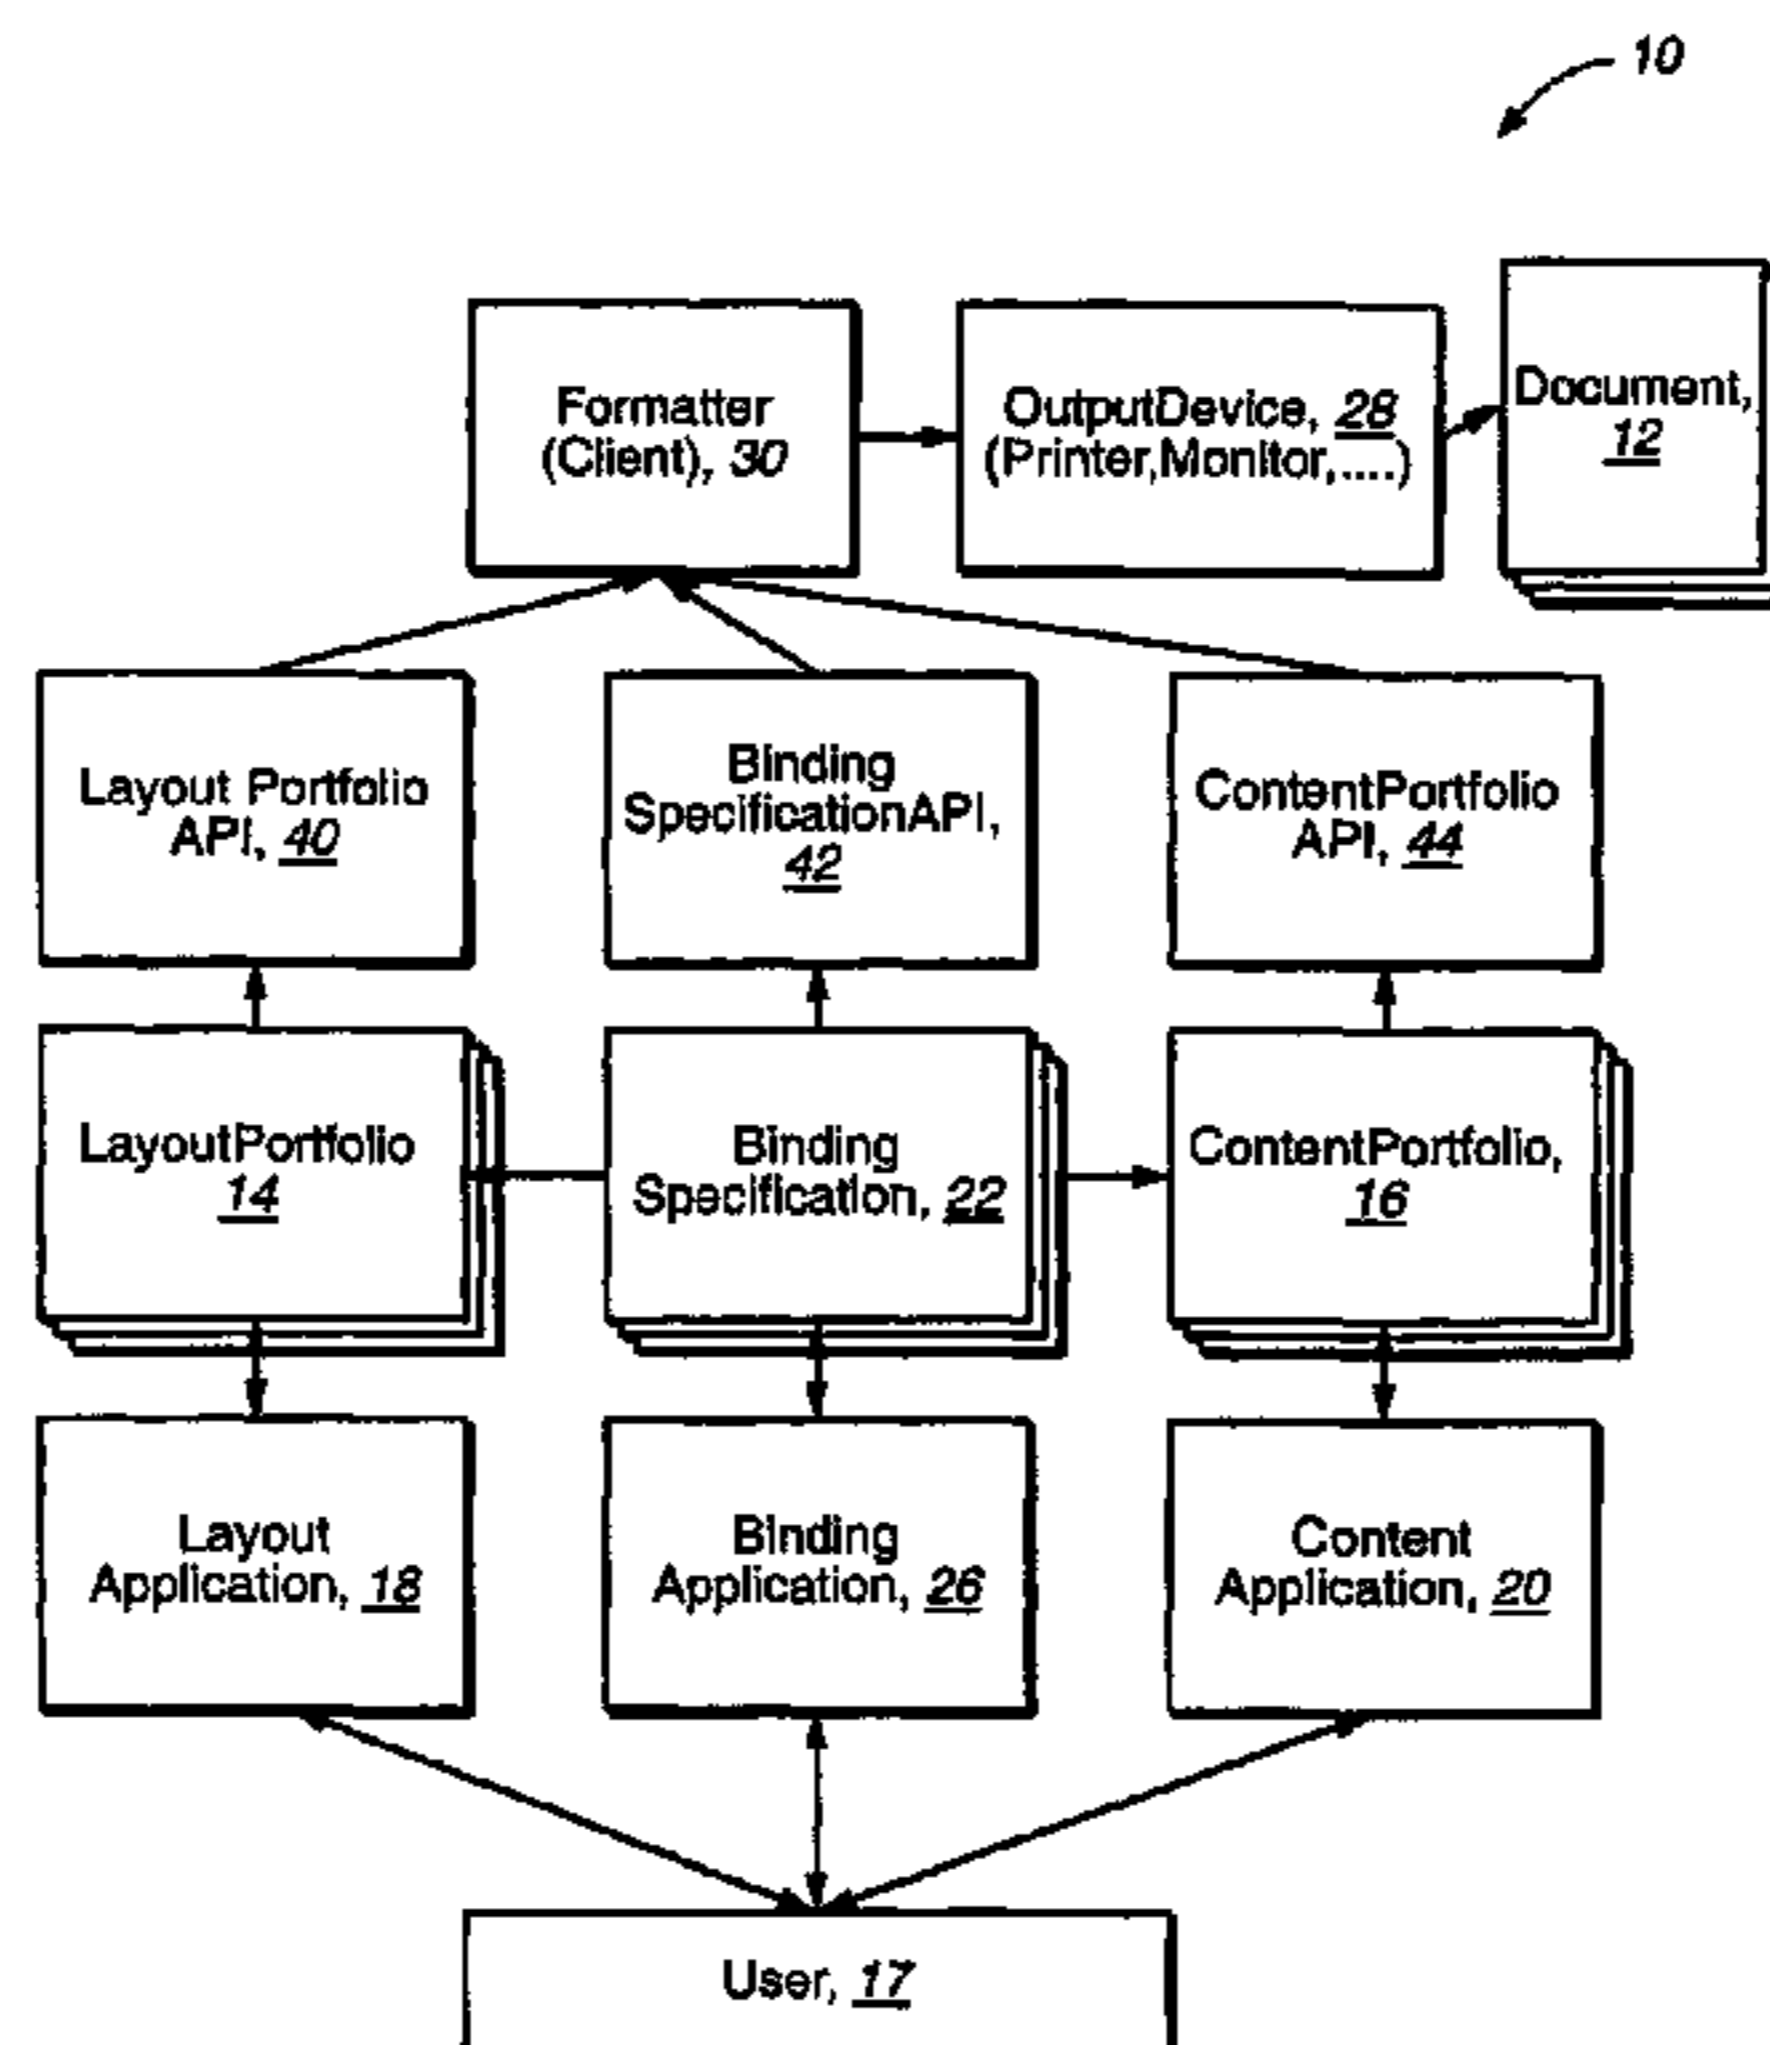 10
Formatter
(Client), 30
OutputDevice, 28
(Printer,Monitor,....)
Document,
12
Layout Portfolio
API, 40
Binding
SpecificationAPI,
42
ContentPortfolio
API, 44
LayoutPortfolio
14
Binding
Specification, 22
ContentPortfolio,
16
Layout
Application, 18
Binding
Application, 26
Content
Application, 20
User, 17